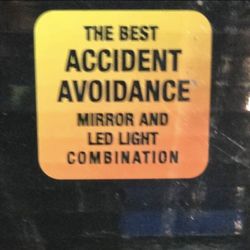 THE BEST
ACCIDENT
AVOIDANCE
MIRROR AND
LED LIGHT
COMBINATION